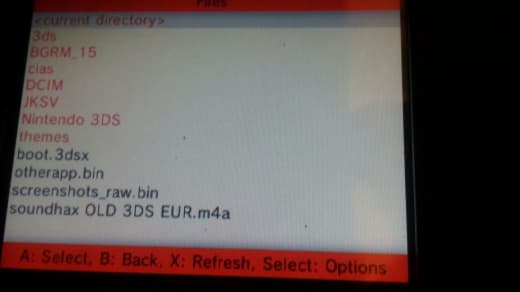 Files
<current directory>
3ds
BGRM_15
cias
DCIM
JKSV
Nintendo 3DS
themes
boot.3dsx
otherapp.bin
screenshots_raw.bin
soundhax OLD 3DS EUR.m4a
A: Select, B: Back, X: Refresh, Select: Options